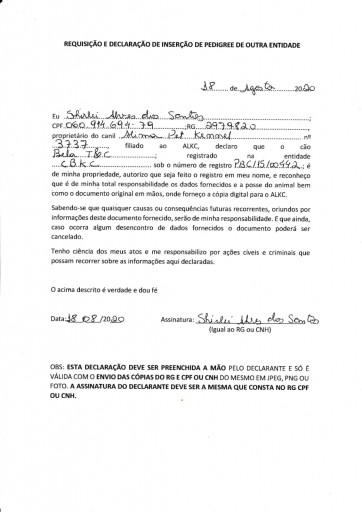 REQUISIÇÃO E DECLARAÇÃO DE INSERÇÃO DE PEDIGREE DE OUTRA ENTIDADE
18 de Agosto 2020
Eu Shirlei Alves dos Santos
CPF 060.914.694-79 RG 2979820
proprietário do canil Pet Kennel nº
3737 filiado ao ALKC, declaro que o cão
Bela T&C registrado na entidade
C.B.K.C. sob o número de registro PBC/15/00942; é
de minha propriedade, autorizo que seja feito o registro em meu nome, e reconheço
que é de minha total responsabilidade os dados fornecidos e a posse do animal bem
como o documento original em mãos, onde forneço a cópia digital para o ALKC.
Sabendo-se que quaisquer causas ou consequências futuras recorrentes, oriundos por
informações deste documento fornecido, serão de minha responsabilidade. E que ainda,
caso ocorra algum desencontro de dados fornecidos o documento poderá ser
cancelado.
Tenho ciência dos meus atos e me responsabilizo por ações cíveis e criminais que
possam recorrer sobre as informações aqui declaradas.
O acima descrito é verdade e dou fé
Data: 18/08/2020 Assinatura: Shirlei Alves dos Santos
(Igual ao RG ou CNH)
OBS: ESTA DECLARAÇÃO DEVE SER PREENCHIDA A MÃO PELO DECLARANTE E SÓ É
VÁLIDA COM O ENVIO DAS CÓPIAS DO RG E CPF OU CNH DO MESMO EM JPEG, PNG OU
FOTO. A ASSINATURA DO DECLARANTE DEVE SER A MESMA QUE CONSTA NO RG CPF
OU CNH.